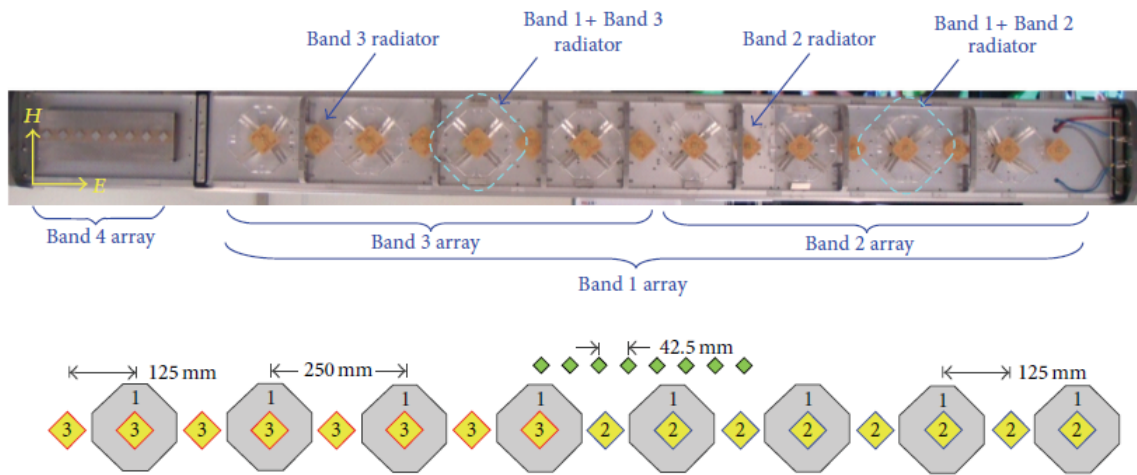 Band 1+ Band 3
radiator
Band 3 radiator
Band 2 radiator
Band 1+ Band 2
radiator
H
E
Band 4 array
Band 3 array
Band 2 array
Band 1 array
125 mm
250 mm
42.5 mm
125 mm
1 1 1 1 1 1 1 1
3 3 3 3 3 3 3 3 2 2 2 2 2 2 2 2